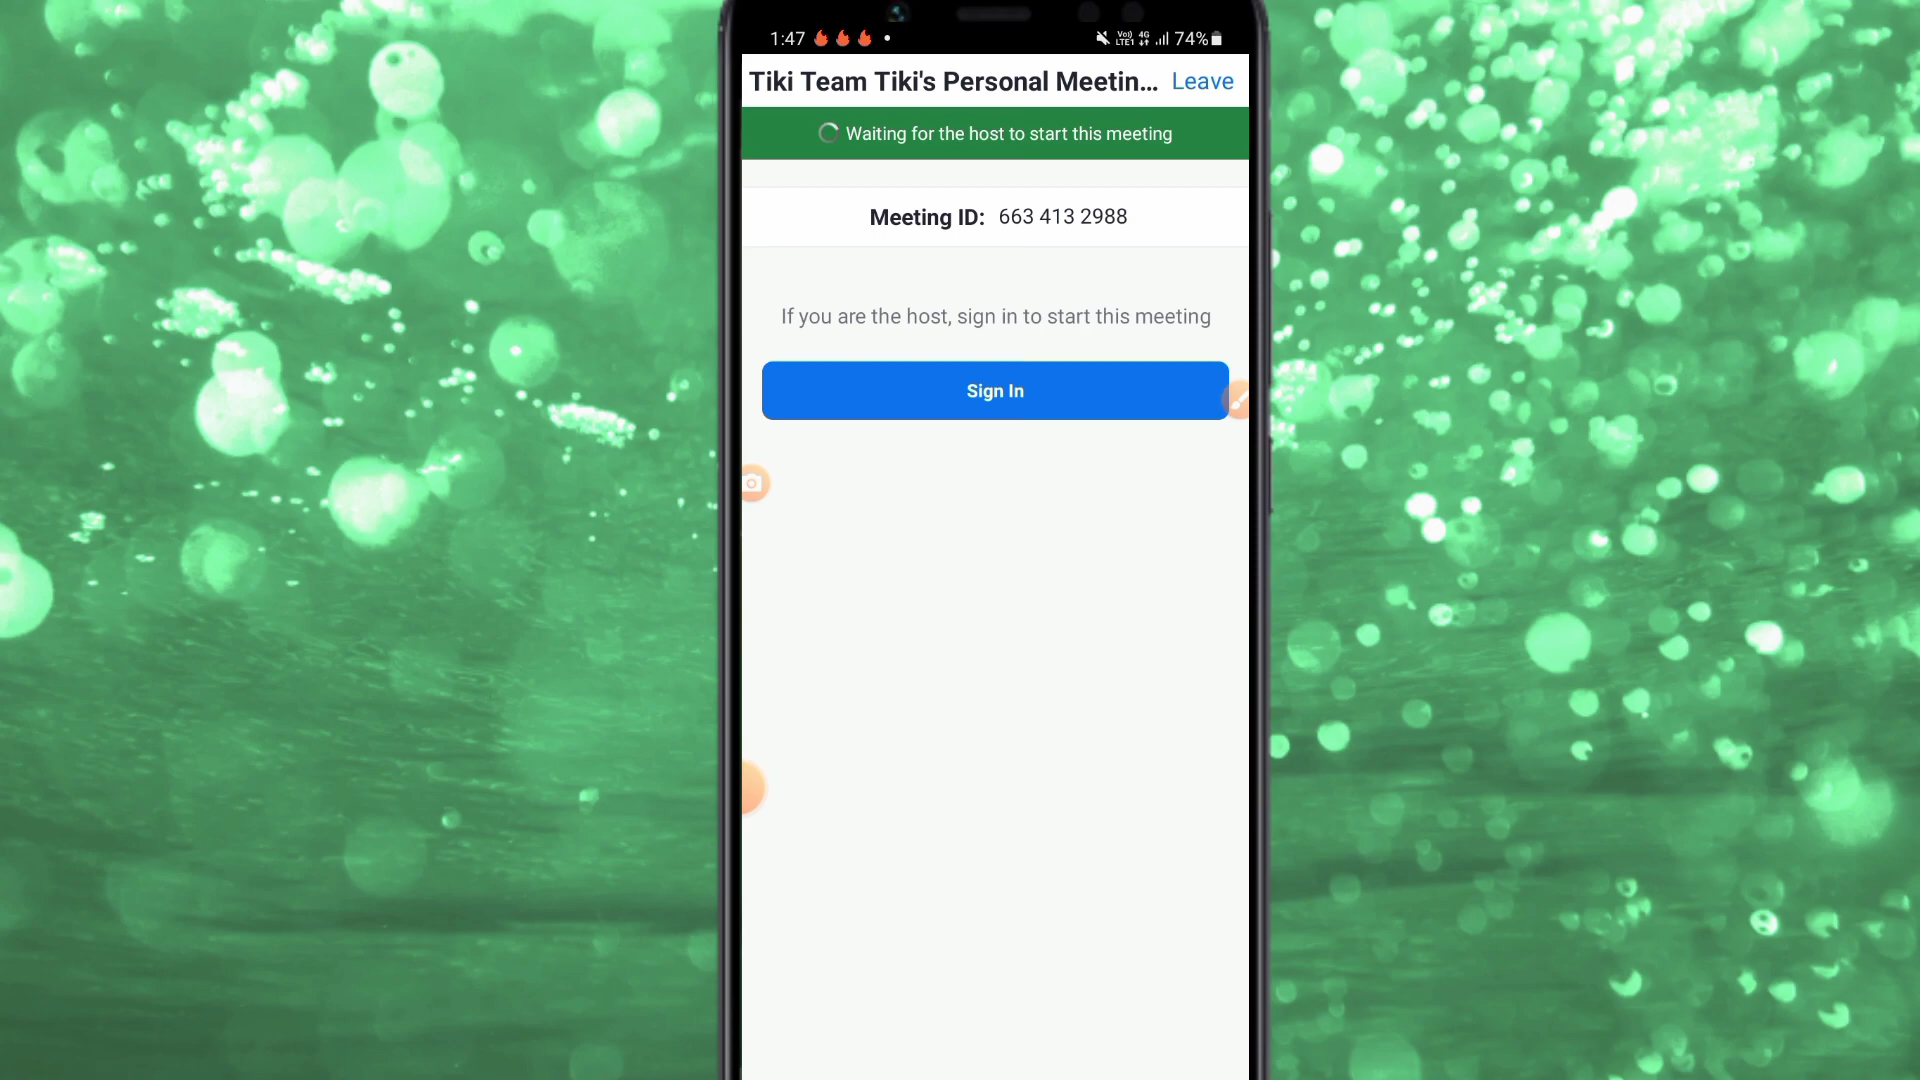 1:47 74%
Tiki Team Tiki's Personal Meetin... Leave
Waiting for the host to start this meeting
Meeting ID: 663 413 2988
If you are the host, sign in to start this meeting
Sign In